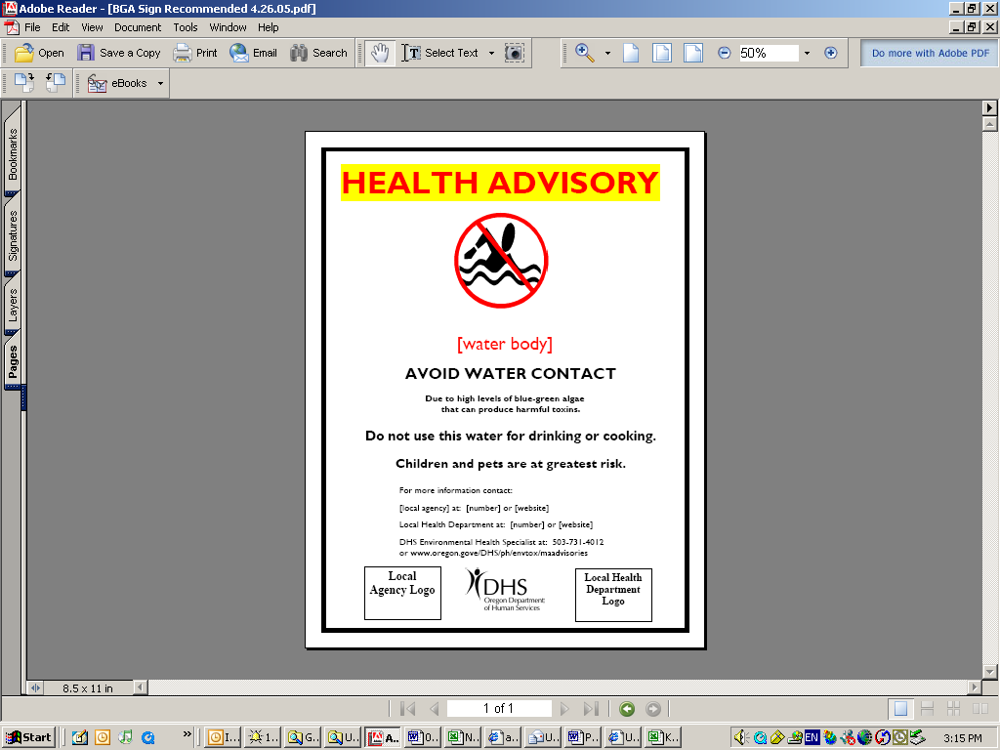 Adobe Reader - [BGA Sign Recommended 4.26.05.pdf]
File Edit View Document Tools Window Help
Open Save a Copy Print Email Search Select Text 50% Do more with Adobe PDF
eBooks
Bookmarks
Signatures
Layers
Pages
HEALTH ADVISORY
[water body]
AVOID WATER CONTACT
Due to high levels of blue-green algae
that can produce harmful toxins.
Do not use this water for drinking or cooking.
Children and pets are at greatest risk.
For more information contact:
[local agency] at: [number] or [website]
Local Health Department at: [number] or [website]
DHS Environmental Health Specialist at: 503-731-4012
or www.oregon.gove/DHS/ph/envtox/maadvisories
Local
Agency Logo
DHS
Oregon Department
of Human Services
Local Health
Department
Logo
8.5 x 11 in
1 of 1
Start I... 1... G... U... A... 0... N... a... U... P... U... K... EN 3:15 PM